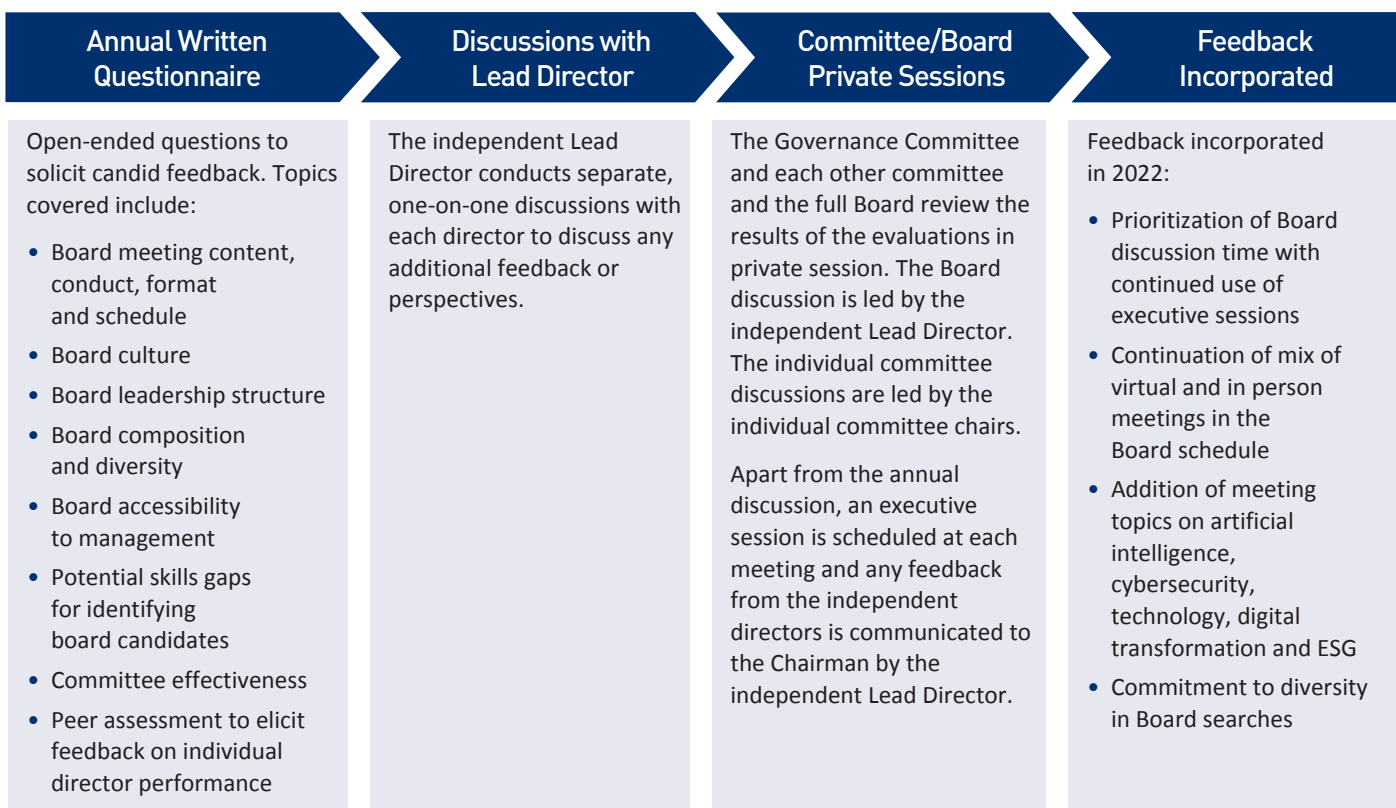 Annual Written
Questionnaire
Discussions with
Lead Director
Committee/Board
Private Sessions
Feedback
Incorporated
Open-ended questions to
solicit candid feedback. Topics
covered include:
• Board meeting content,
conduct, format
and schedule
• Board culture
• Board leadership structure
• Board composition
and diversity
• Board accessibility
to management
• Potential skills gaps
for identifying
board candidates
• Committee effectiveness
• Peer assessment to elicit
feedback on individual
director performance
The independent Lead
Director conducts separate,
one-on-one discussions with
each director to discuss any
additional feedback or
perspectives.
The Governance Committee
and each other committee
and the full Board review the
results of the evaluations in
private session. The Board
discussion is led by the
independent Lead Director.
The individual committee
discussions are led by the
individual committee chairs.
Apart from the annual
discussion, an executive
session is scheduled at each
meeting and any feedback
from the independent
directors is communicated to
the Chairman by the
independent Lead Director.
Feedback incorporated
in 2022:
• Prioritization of Board
discussion time with
continued use of
executive sessions
• Continuation of mix of
virtual and in person
meetings in the
Board schedule
• Addition of meeting
topics on artificial
intelligence,
cybersecurity,
technology, digital
transformation and ESG
• Commitment to diversity
in Board searches